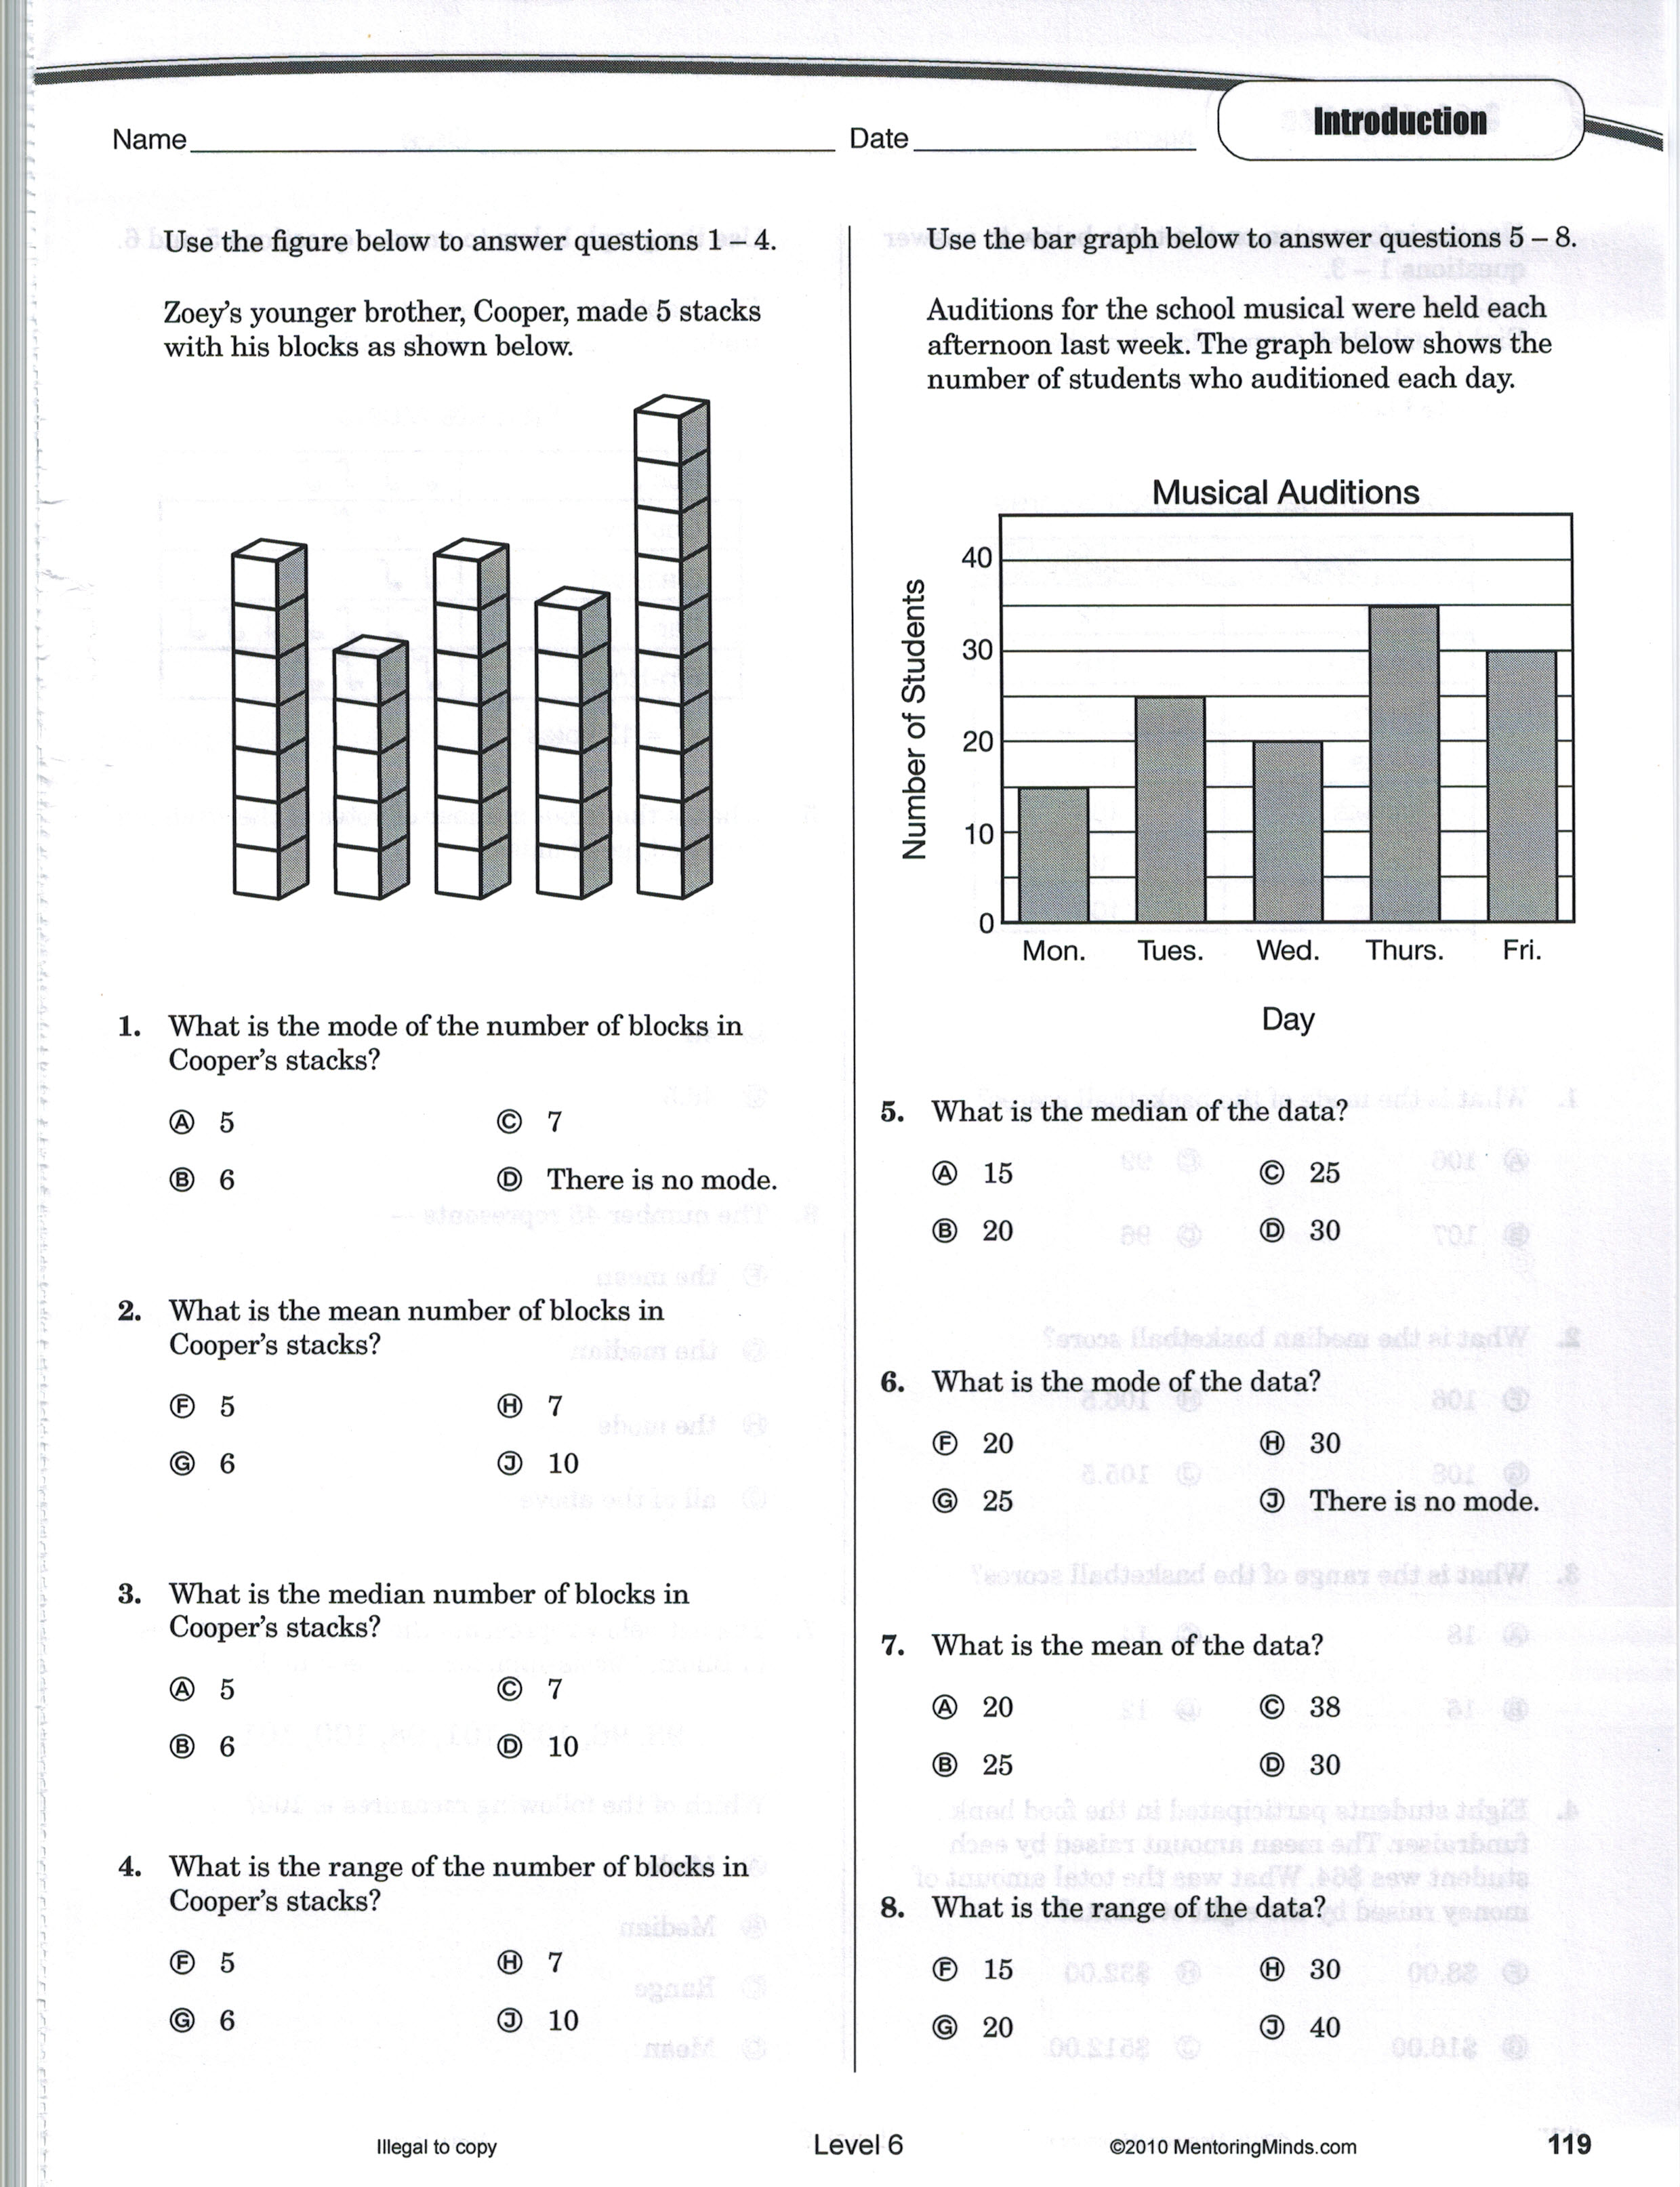 Introduction
Name
Date
Use the figure below to answer questions 1 – 4.
Zoey’s younger brother, Cooper, made 5 stacks
with his blocks as shown below.
1. What is the mode of the number of blocks in
Cooper’s stacks?
Ⓐ 5
Ⓒ 7
Ⓑ 6
Ⓓ There is no mode.
2. What is the mean number of blocks in
Cooper’s stacks?
Ⓕ 5
Ⓗ 7
Ⓖ 6
Ⓙ 10
3. What is the median number of blocks in
Cooper’s stacks?
Ⓐ 5
Ⓒ 7
Ⓑ 6
Ⓓ 10
4. What is the range of the number of blocks in
Cooper’s stacks?
Ⓕ 5
Ⓗ 7
Ⓖ 6
Ⓙ 10
Use the bar graph below to answer questions 5 – 8.
Auditions for the school musical were held each
afternoon last week. The graph below shows the
number of students who auditioned each day.
Musical Auditions
Number of Students
40
30
20
10
0
Mon. Tues. Wed. Thurs. Fri.
Day
5. What is the median of the data?
Ⓐ 15
Ⓒ 25
Ⓑ 20
Ⓓ 30
6. What is the mode of the data?
Ⓕ 20
Ⓗ 30
Ⓖ 25
Ⓙ There is no mode.
7. What is the mean of the data?
Ⓐ 20
Ⓒ 38
Ⓑ 25
Ⓓ 30
8. What is the range of the data?
Ⓕ 15
Ⓗ 30
Ⓖ 20
Ⓙ 40
Illegal to copy
Level 6
©2010 MentoringMinds.com
119